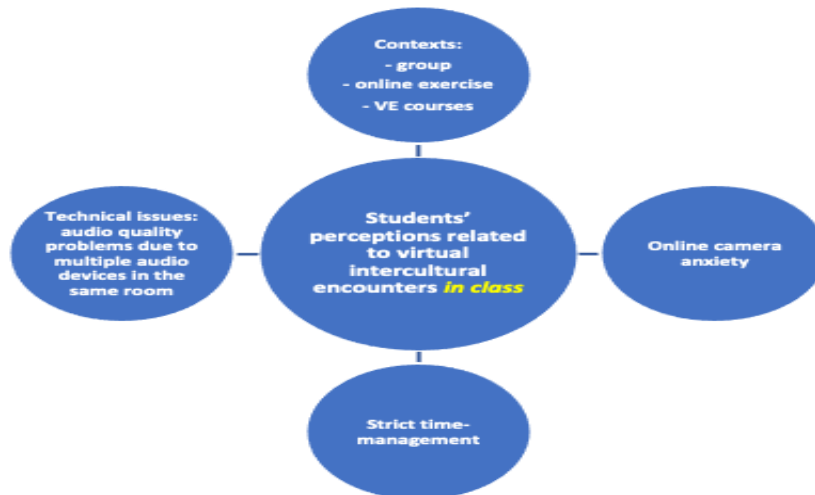 Contexts:
- group
- online exercise
- VE courses
Technical issues:
audio quality
problems due to
multiple audio
devices in the
same room
Students’
perceptions related
to virtual
intercultural
encounters in class
Online camera
anxiety
Strict time-
management